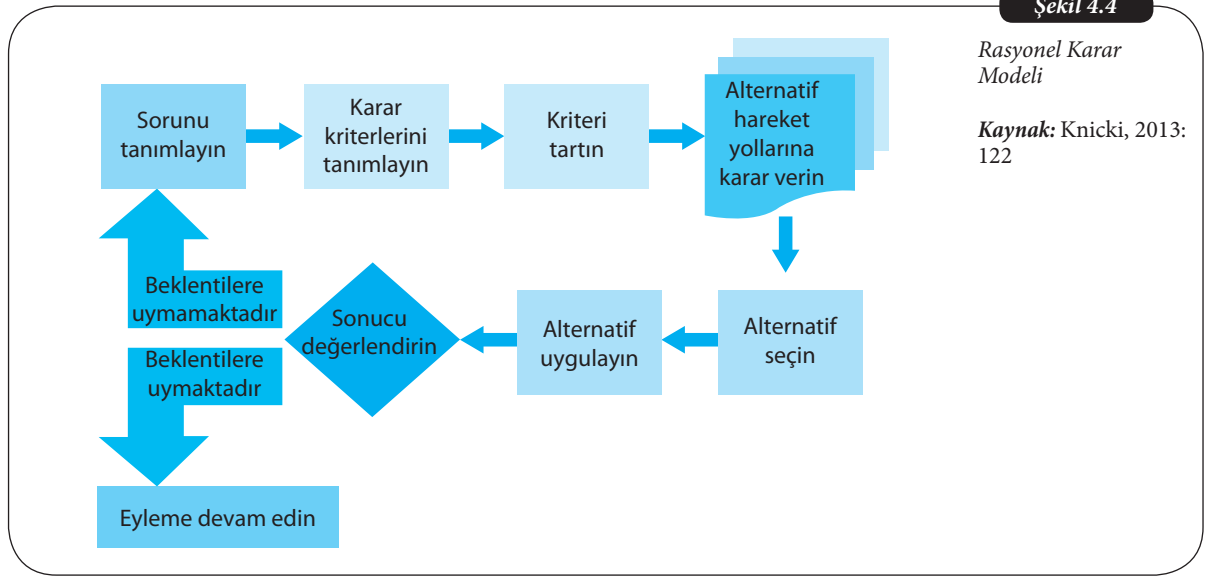 Şekil 4.4
Rasyonel Karar
Modeli
Kaynak: Knicki, 2013:
122
Sorunu
tanımlayın
Karar
kriterlerini
tanımlayın
Kriteri
tartın
Alternatif
hareket
yollarına
karar verin
Alternatif
seçin
Alternatif
uygulayın
Sonucu
değerlendirin
Beklentilere
uymamaktadır
Beklentilere
uymaktadır
Eyleme devam edin